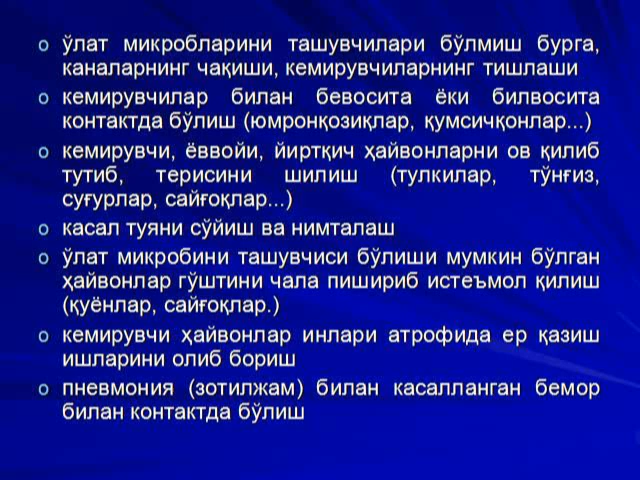 o ўлат микробларини ташувчилари бўлмиш бурга,
каналарнинг чақиши, кемирувчиларнинг тишлаши
o кемирувчилар билан бевосита ёки билвосита
контактда бўлиш (юмронқозиқлар, қумсичқонлар...)
o кемирувчи, ёввойи, йиртқич ҳайвонларни ов қилиб
тутиб, терисини шилиш (тулкилар, тўнғиз,
суғурлар, сайғоқлар...)
o касал туяни сўйиш ва нимталаш
o ўлат микробини ташувчиси бўлиши мумкин бўлган
ҳайвонлар гўштини чала пишириб истеъмол қилиш
(қуёнлар, сайғоқлар.)
o кемирувчи ҳайвонлар инлари атрофида ер қазиш
ишларини олиб бориш
o пневмония (зотилжам) билан касалланган бемор
билан контактда бўлиш